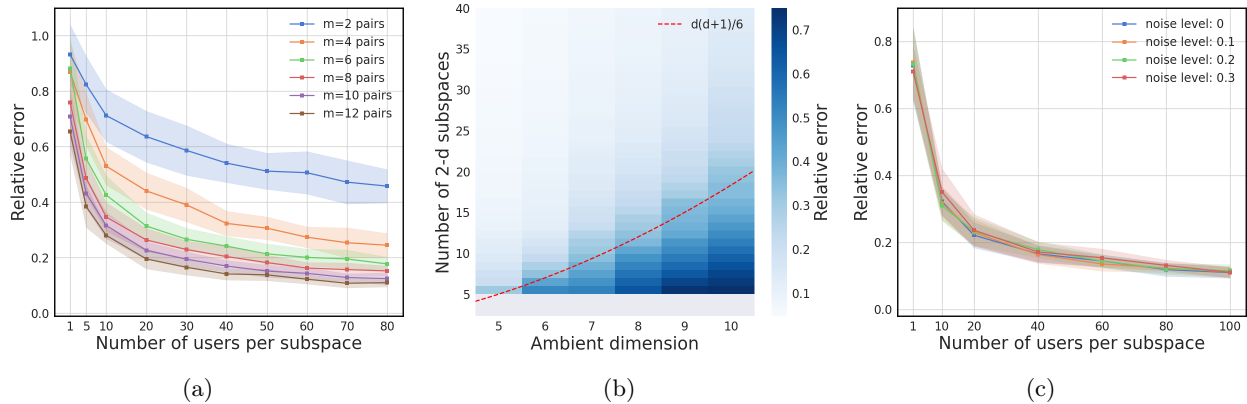 Relative error
1.0
0.8
0.6
0.4
0.2
0.0
m=2 pairs
m=4 pairs
m=6 pairs
m=8 pairs
m=10 pairs
m=12 pairs
1 5 10 20 30 40 50 60 70 80
Number of users per subspace
(a)
Number of 2-d subspaces
40
35
30
25
20
15
10
5
d(d+1)/6
5 6 7 8 9 10
Ambient dimension
0.7
0.6
0.5
0.4
0.3
0.2
0.1
Relative error
(b)
Relative error
0.8
0.6
0.4
0.2
0.0
noise level: 0
noise level: 0.1
noise level: 0.2
noise level: 0.3
1 10 20 40 60 80 100
Number of users per subspace
(c)